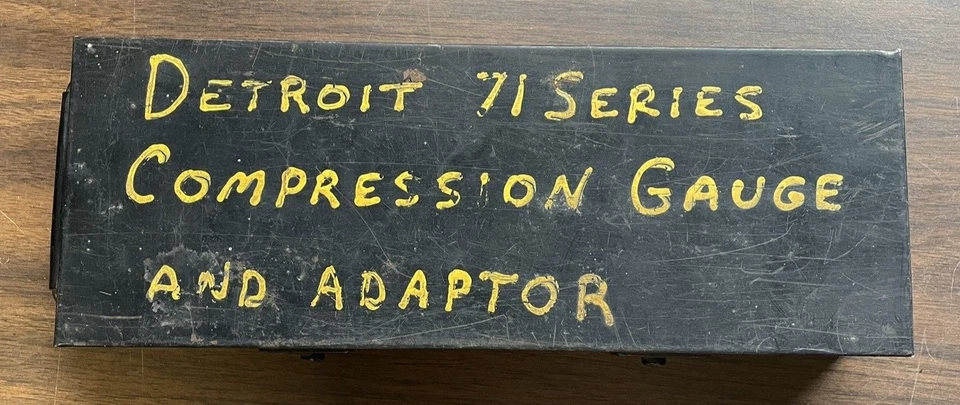 DETROIT 71 SERIES
COMPRESSION GAUGE
AND ADAPTOR